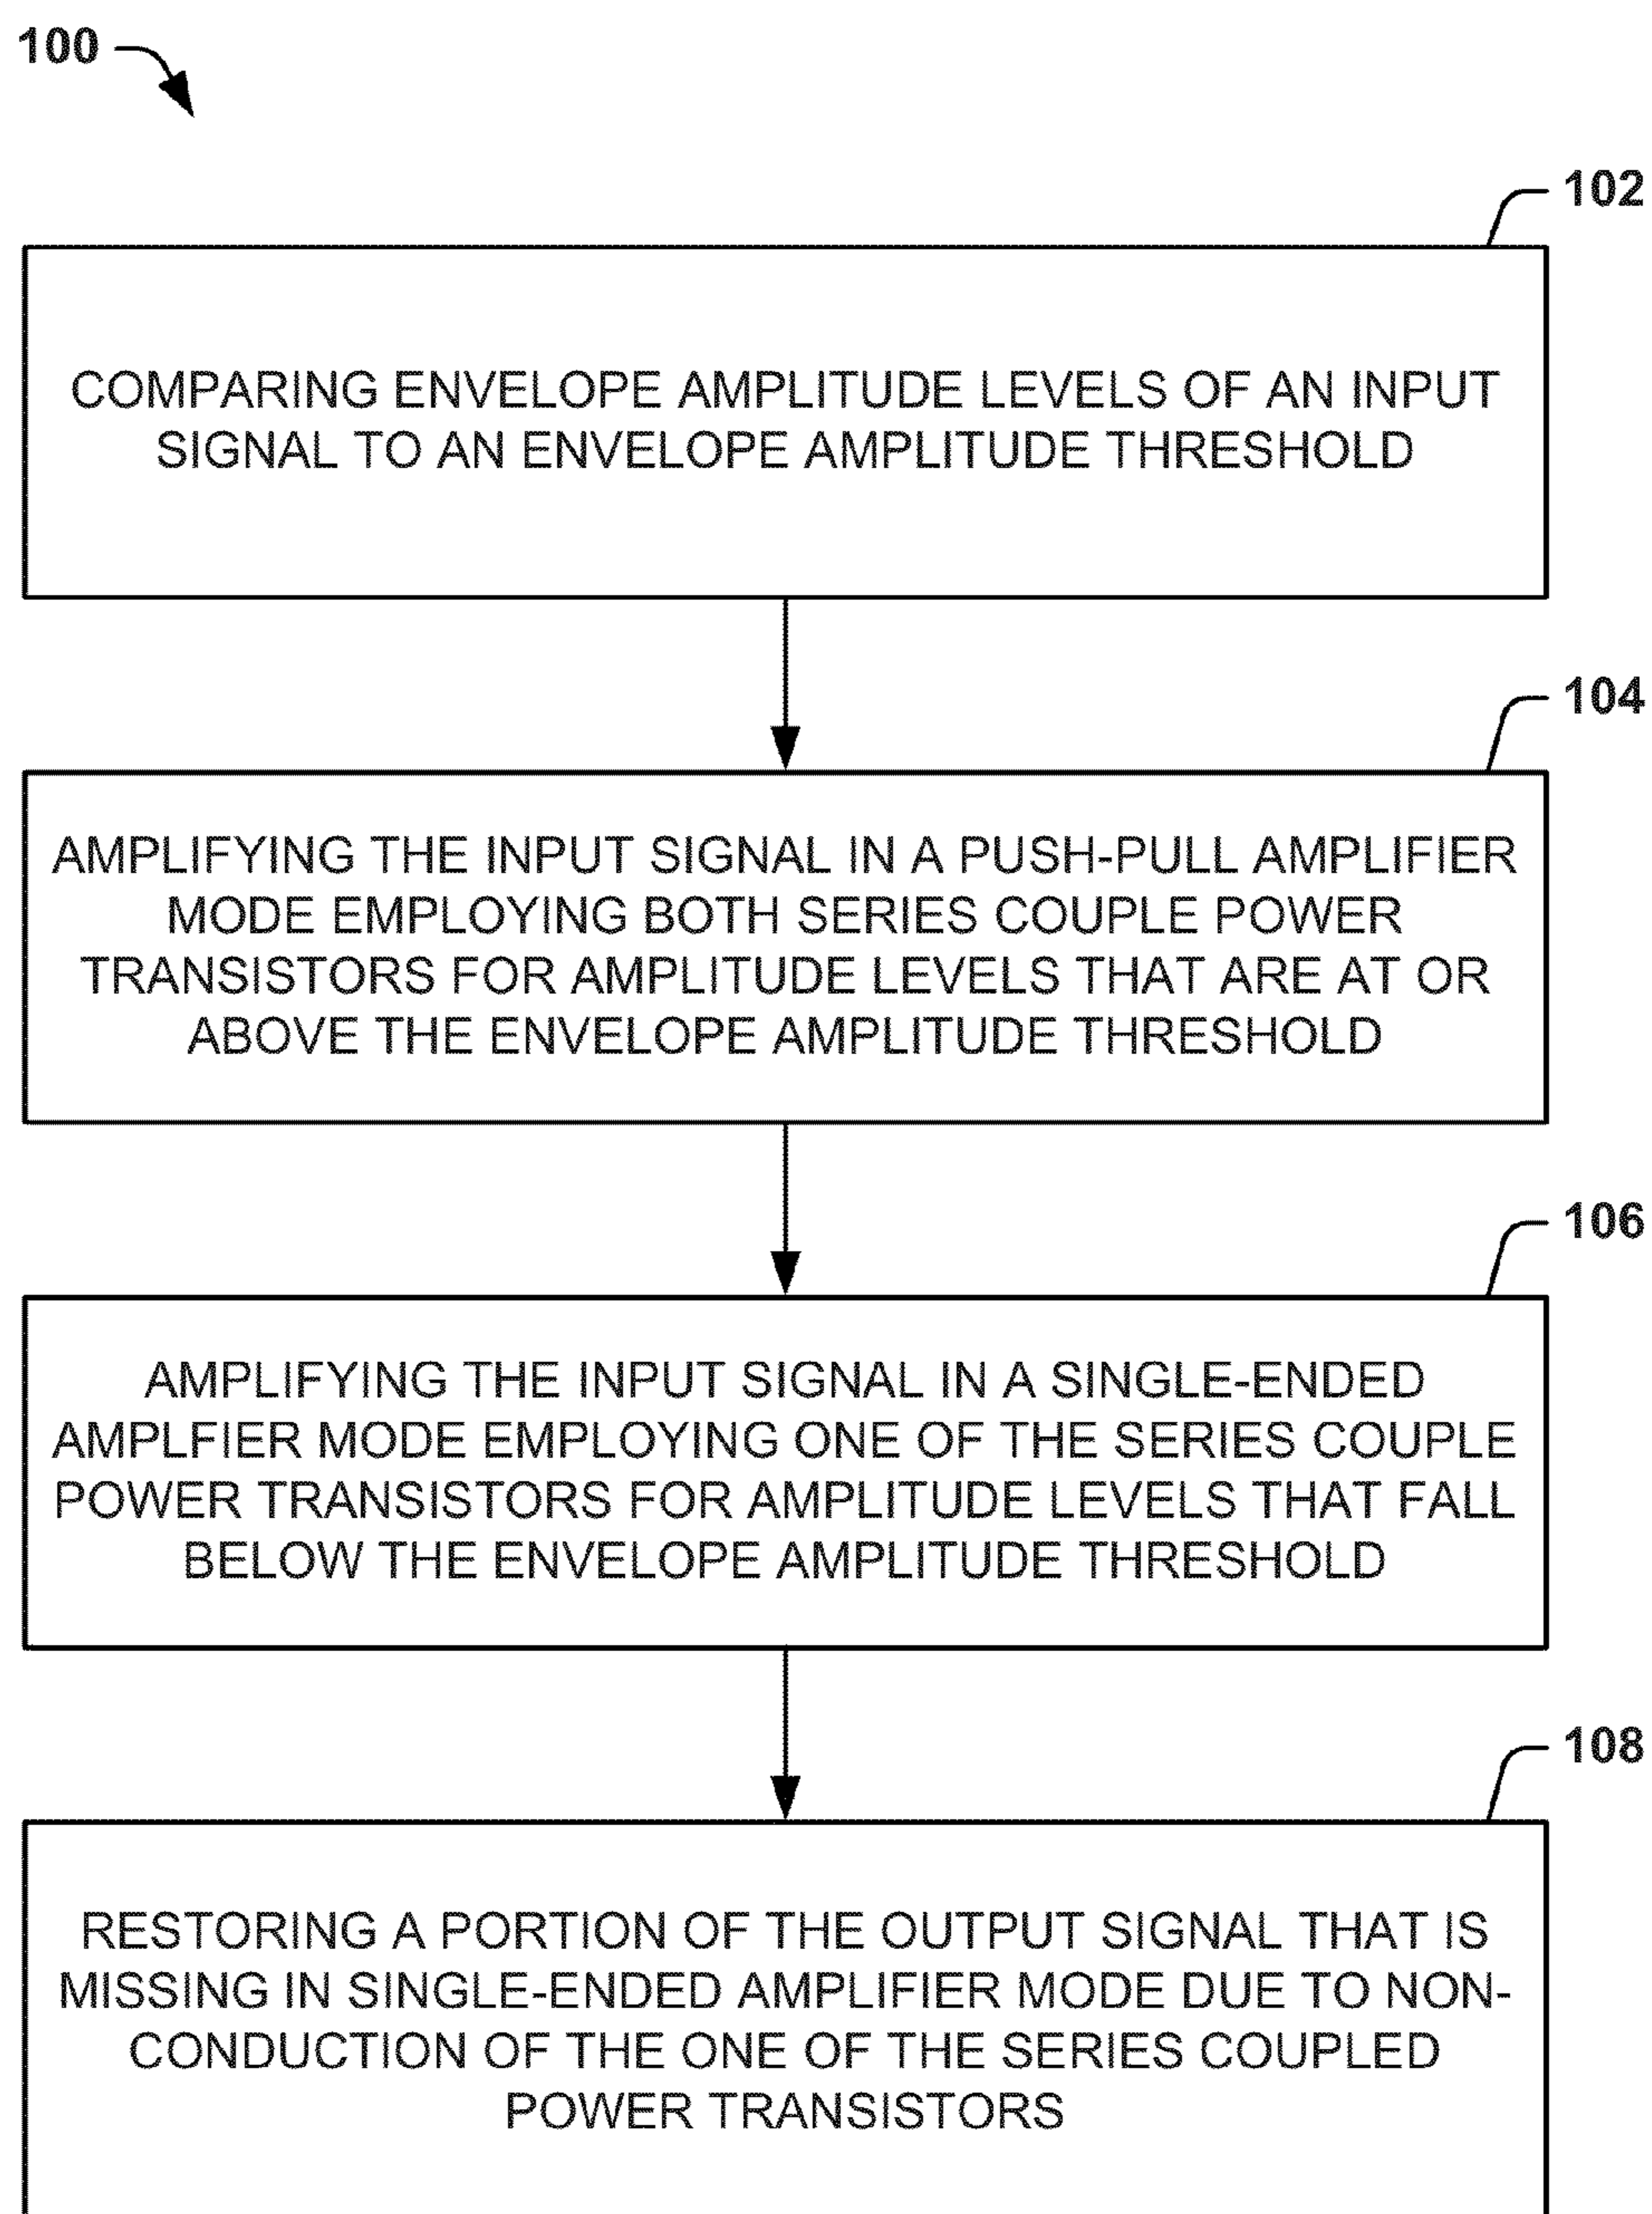 100
102
COMPARING ENVELOPE AMPLITUDE LEVELS OF AN INPUT
SIGNAL TO AN ENVELOPE AMPLITUDE THRESHOLD
104
AMPLIFYING THE INPUT SIGNAL IN A PUSH-PULL AMPLIFIER
MODE EMPLOYING BOTH SERIES COUPLE POWER
TRANSISTORS FOR AMPLITUDE LEVELS THAT ARE AT OR
ABOVE THE ENVELOPE AMPLITUDE THRESHOLD
106
AMPLIFYING THE INPUT SIGNAL IN A SINGLE-ENDED
AMPLFIER MODE EMPLOYING ONE OF THE SERIES COUPLE
POWER TRANSISTORS FOR AMPLITUDE LEVELS THAT FALL
BELOW THE ENVELOPE AMPLITUDE THRESHOLD
108
RESTORING A PORTION OF THE OUTPUT SIGNAL THAT IS
MISSING IN SINGLE-ENDED AMPLIFIER MODE DUE TO NON-
CONDUCTION OF THE ONE OF THE SERIES COUPLED
POWER TRANSISTORS